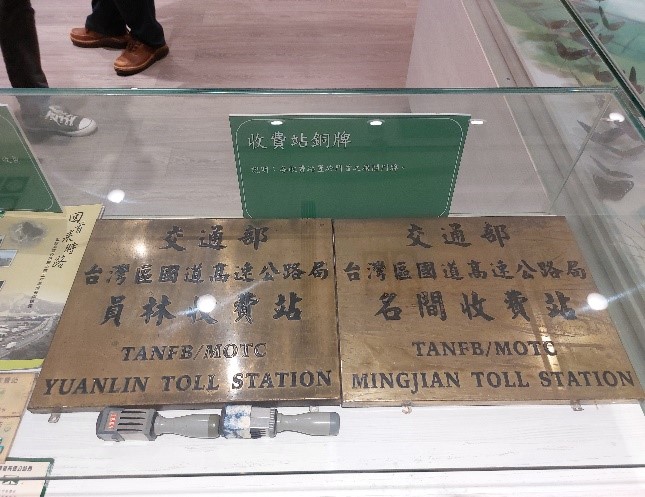 收費站銅牌
交通部
台灣區國道高速公路局
員林收費站
TANFB/MOTC
YUANLIN TOLL STATION
交通部
台灣區國道高速公路局
名間收費站
TANFB/MOTC
MINGJIAN TOLL STATION